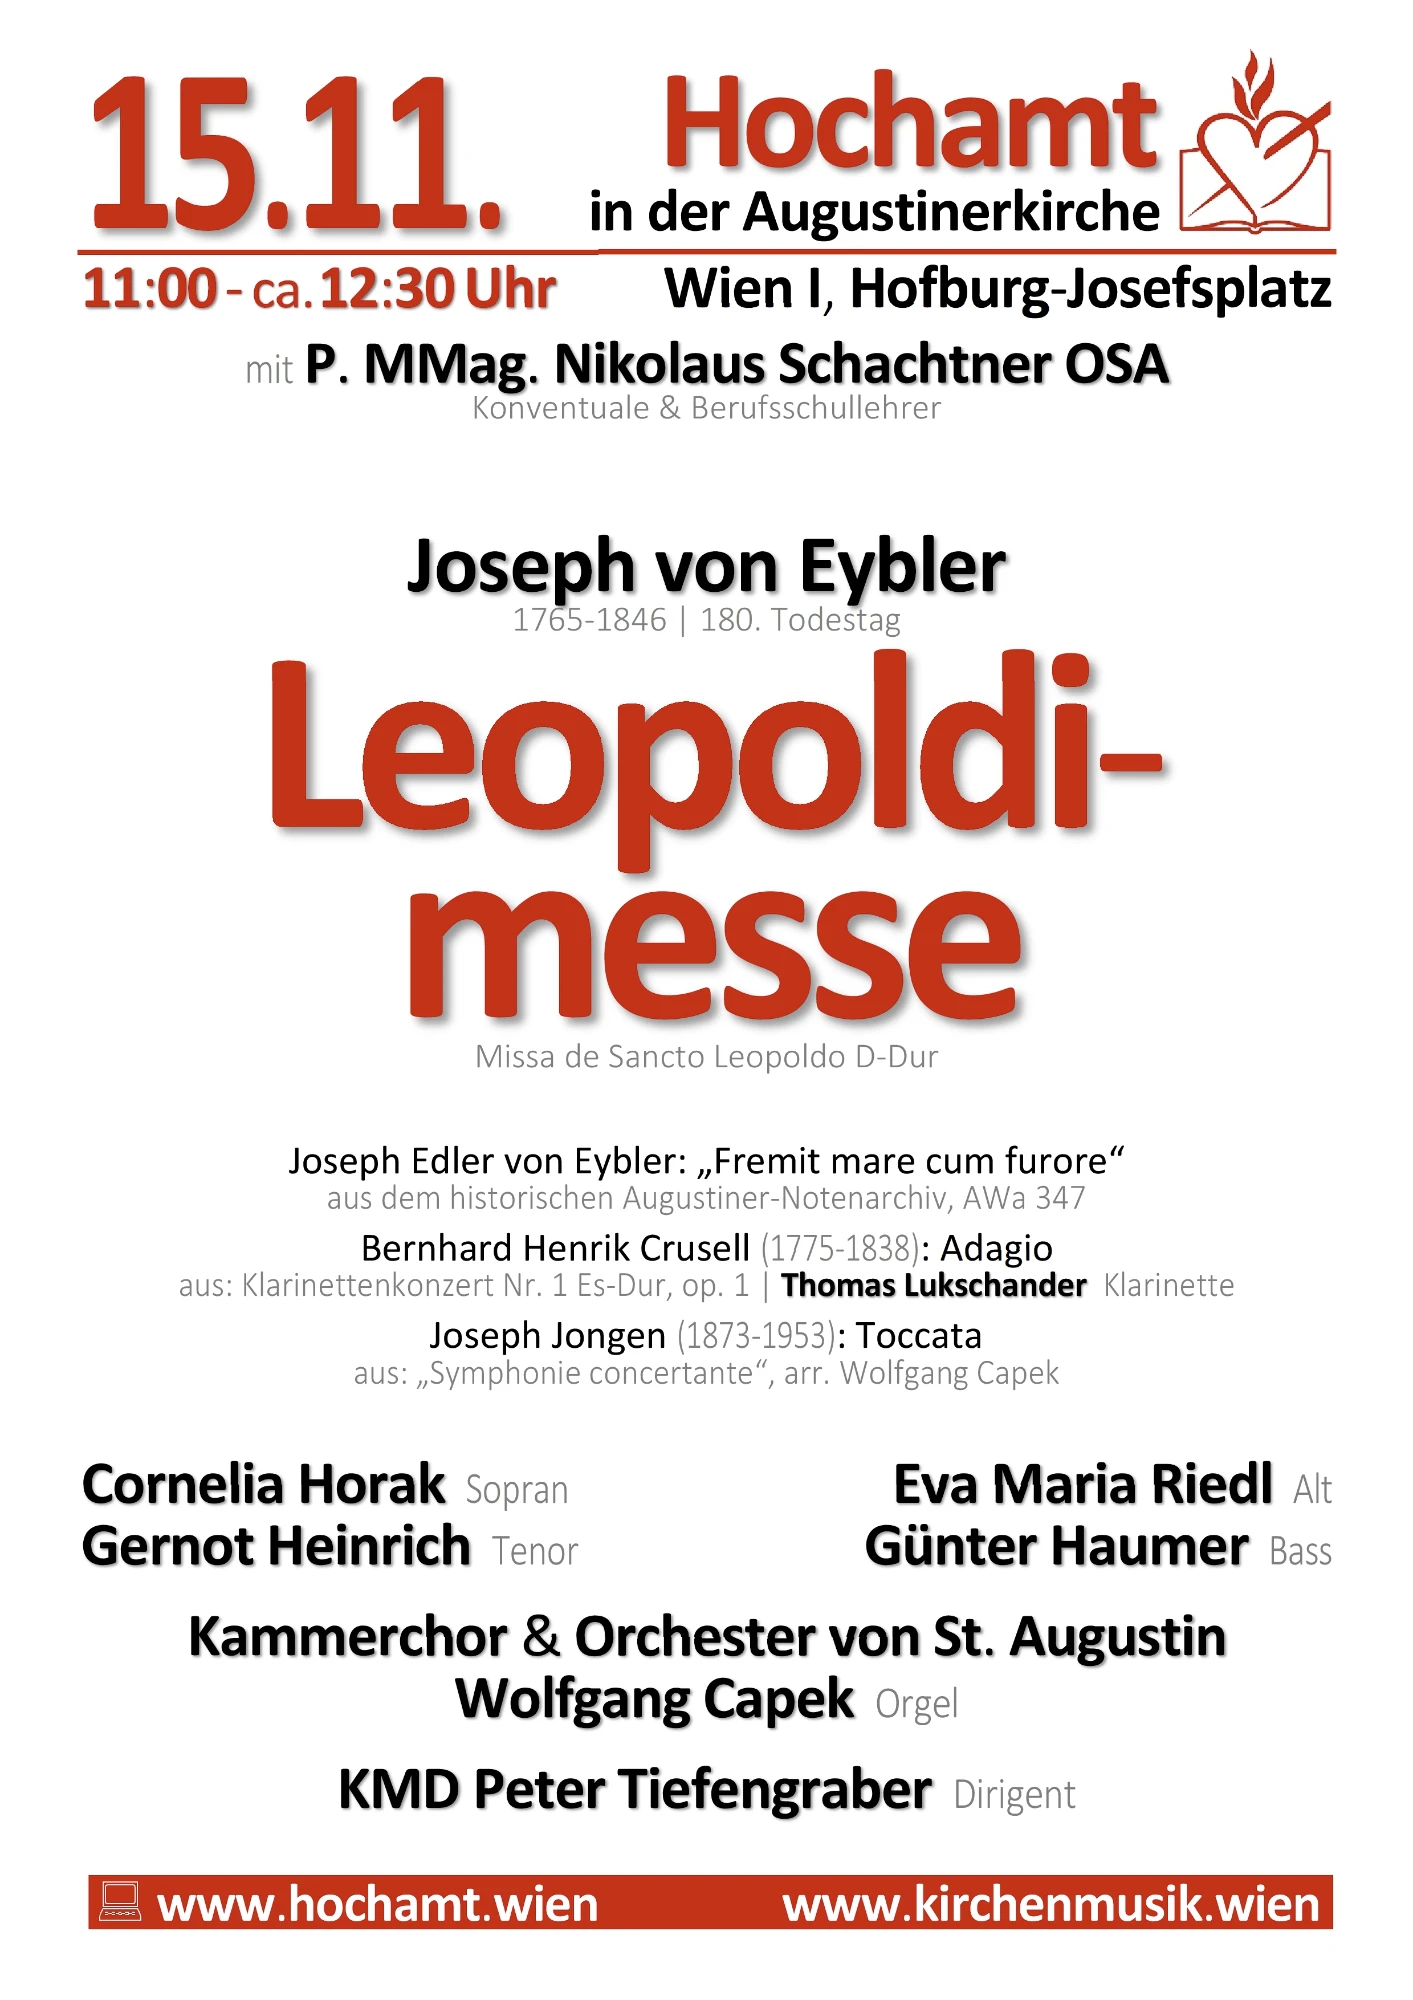 15.11.
Hochamt
in der Augustinerkirche
11:00 - ca. 12:30 Uhr
Wien I, Hofburg-Josefsplatz
mit P. MMag. Nikolaus Schachtner OSA
Konventuale & Berufsschullehrer
Joseph von Eybler
1765-1846 | 180. Todestag
Leopoldi-
messe
Missa de Sancto Leopoldo D-Dur
Joseph Edler von Eybler: „Fremit mare cum furore“
aus dem historischen Augustiner-Notenarchiv, AWa 347
Bernhard Henrik Crusell (1775-1838): Adagio
aus: Klarinettenkonzert Nr. 1 Es-Dur, op. 1 | Thomas Lukschander Klarinette
Joseph Jongen (1873-1953): Toccata
aus: „Symphonie concertante“, arr. Wolfgang Capek
Cornelia Horak Sopran
Eva Maria Riedl Alt
Gernot Heinrich Tenor
Günter Haumer Bass
Kammerchor & Orchester von St. Augustin
Wolfgang Capek Orgel
KMD Peter Tiefengraber Dirigent
www.hochamt.wien
www.kirchenmusik.wien